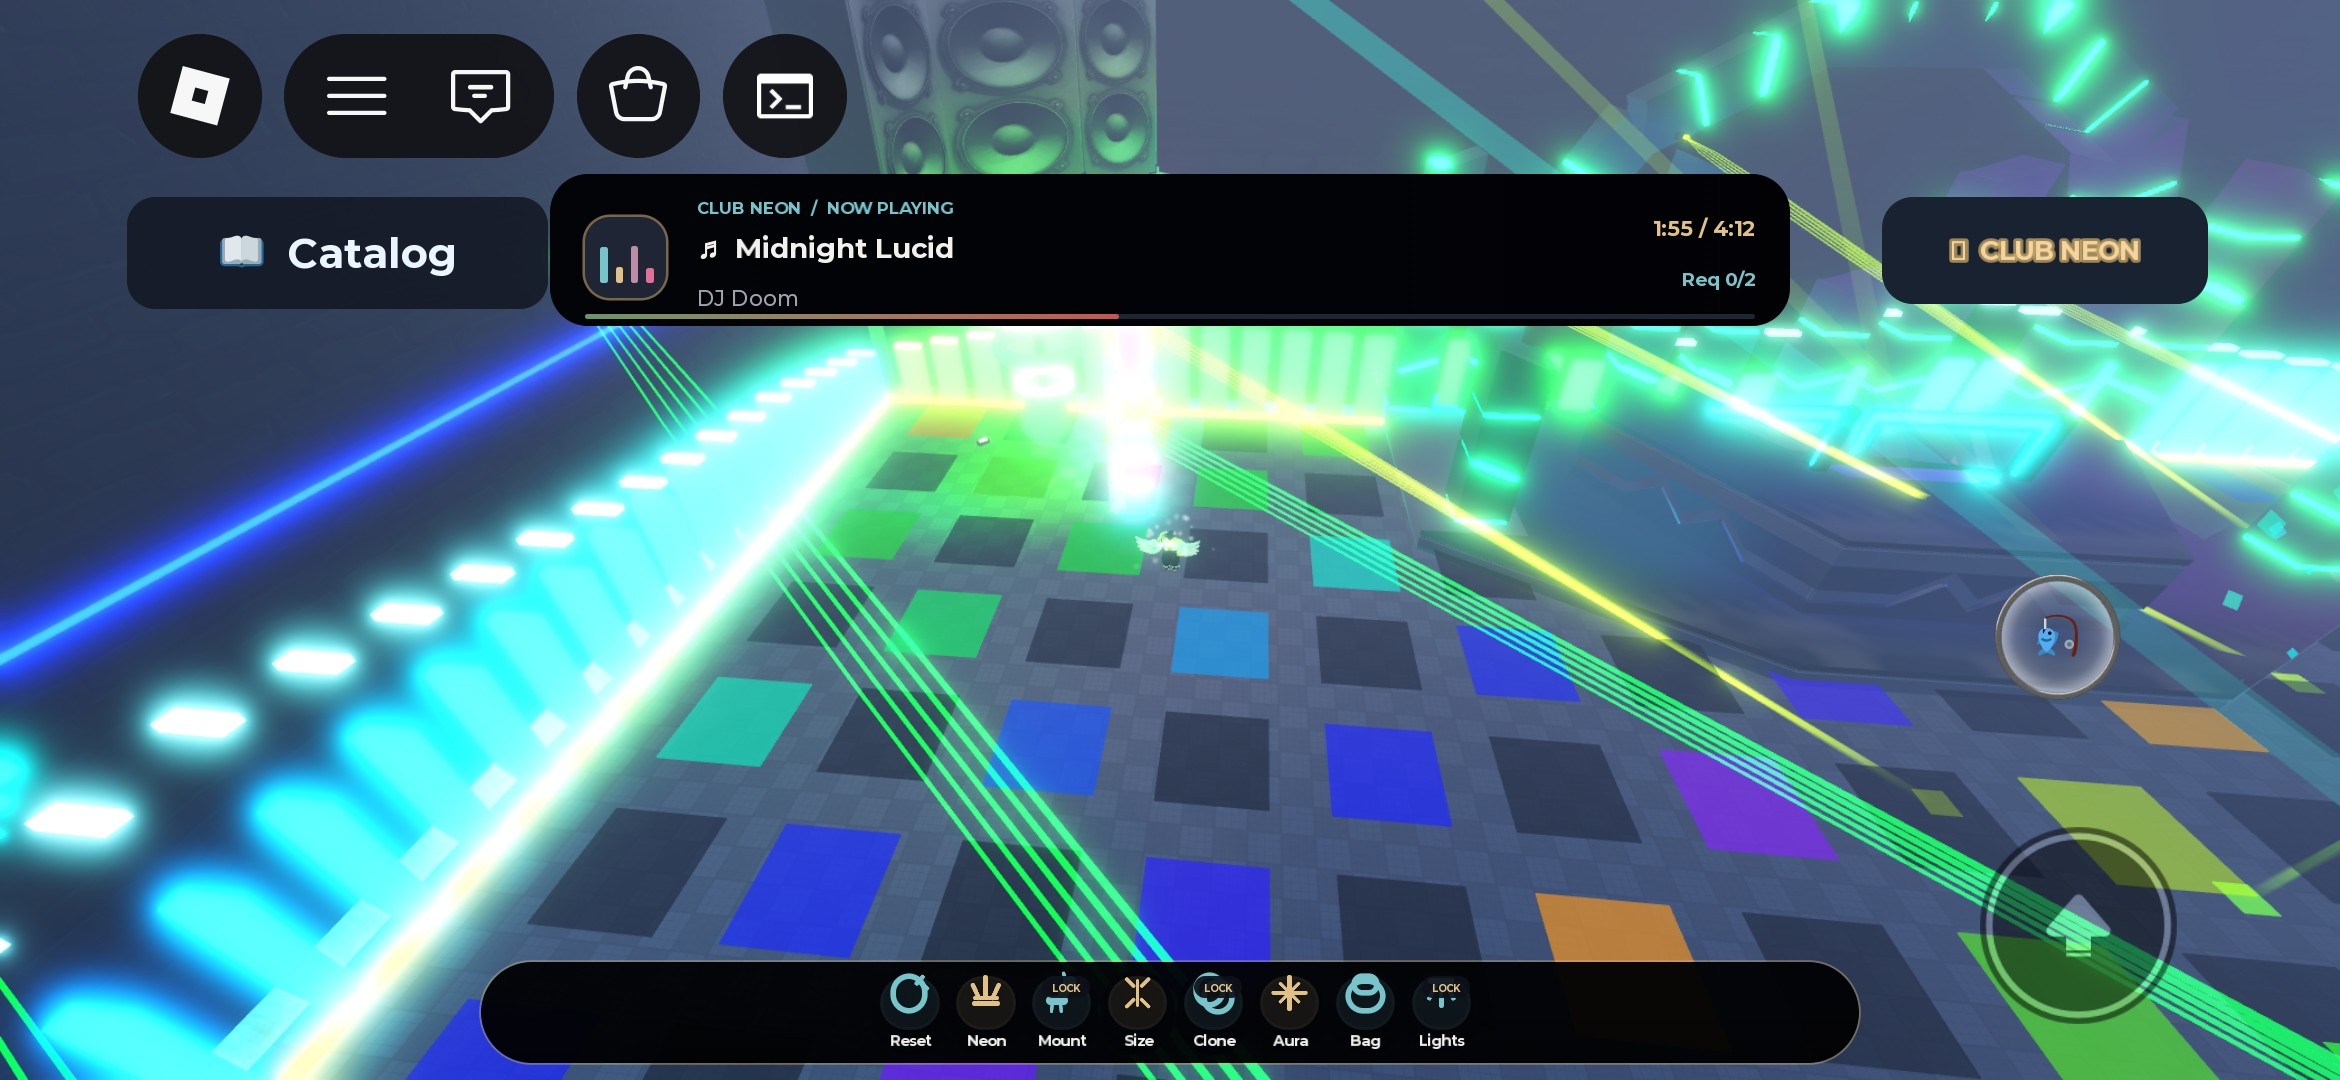 Catalog
CLUB NEON / NOW PLAYING
♬ Midnight Lucid
DJ Doom
1:55 / 4:12
Req 0/2
CLUB NEON
LOCK
LOCK
LOCK
Reset
Neon
Mount
Size
Clone
Aura
Bag
Lights